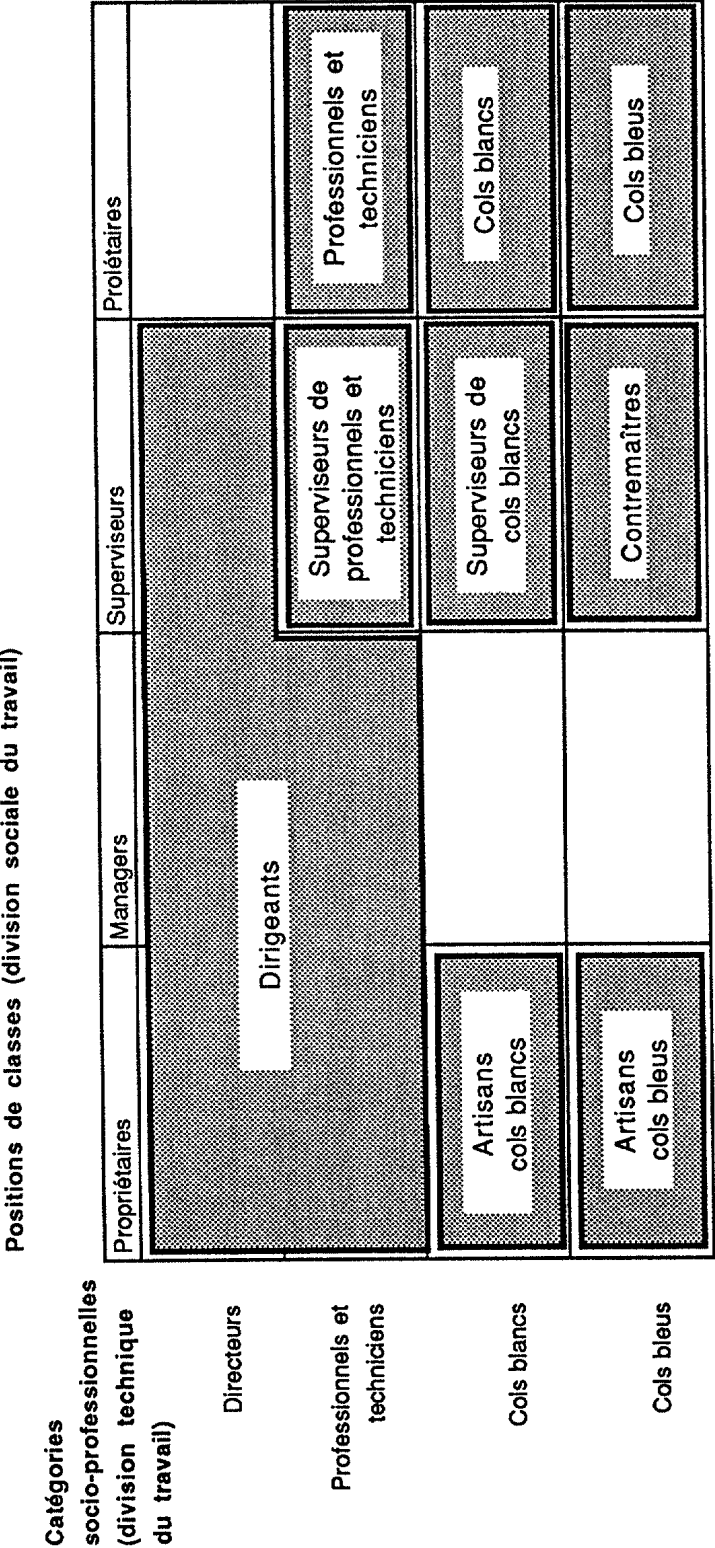 Positions de classes (division sociale du travail)
Catégories
socio-professionnelles
(division technique
du travail)
Propriétaires
Managers
Superviseurs
Prolétaires
Directeurs
Dirigeants
Professionnels et
techniciens
Superviseurs de
professionnels et
techniciens
Professionnels et
techniciens
Cols blancs
Artisans
cols blancs
Superviseurs de
cols blancs
Cols blancs
Cols bleus
Artisans
cols bleus
Contremaîtres
Cols bleus